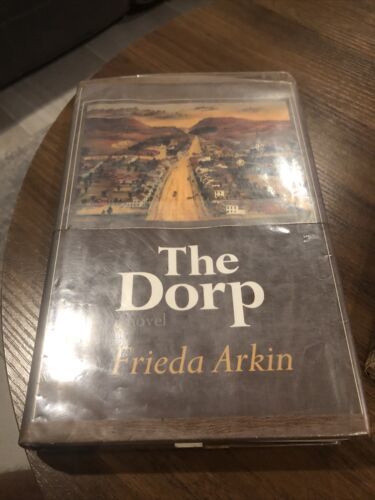 The
Dorp
a novel
Frieda Arkin